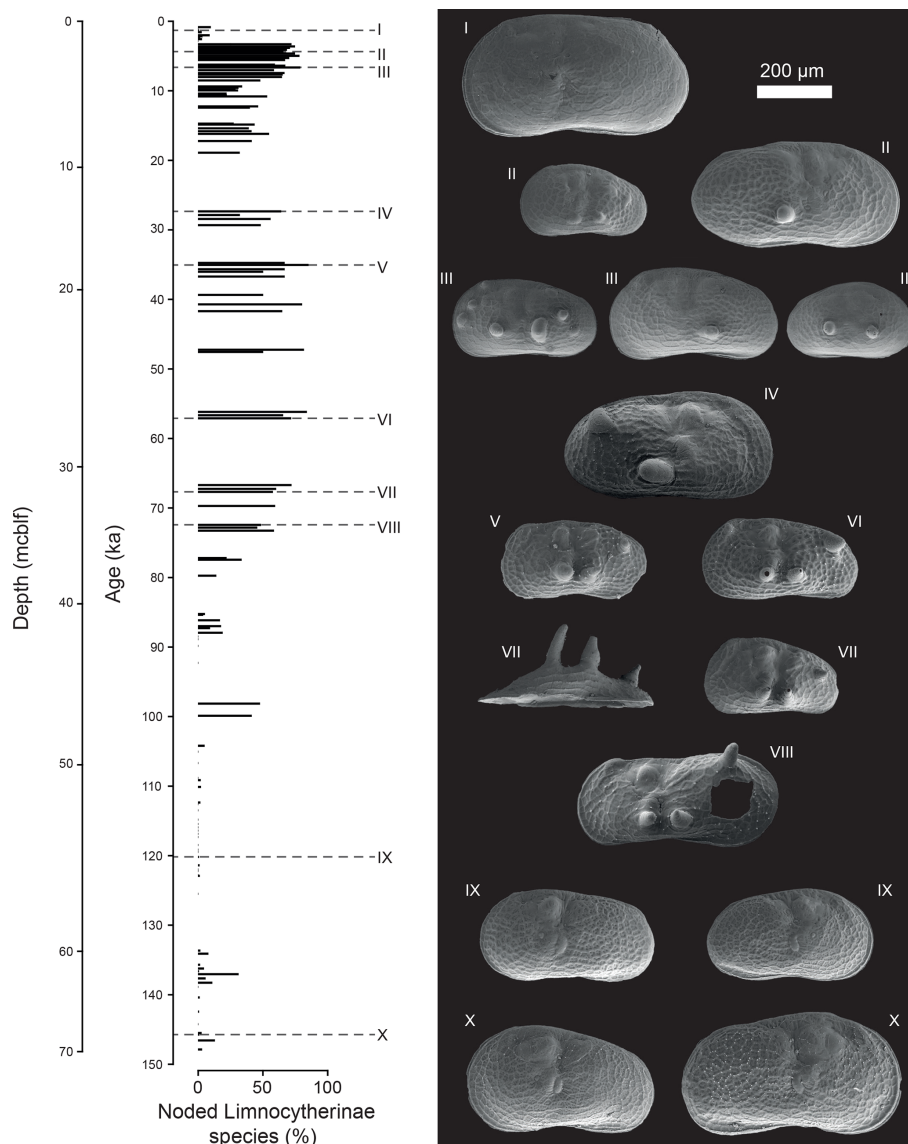 Depth (mcblf)
0
10
20
30
40
50
60
70
Age (ka)
0
10
20
30
40
50
60
70
80
90
100
110
120
130
140
150
I
II
III
IV
V
VI
VII
VIII
IX
X
0 50 100
Noded Limnocytherinae
species (%)
I
200 µm
II
II
III
III
II
IV
V
VI
VII
VII
VIII
IX
IX
X
X